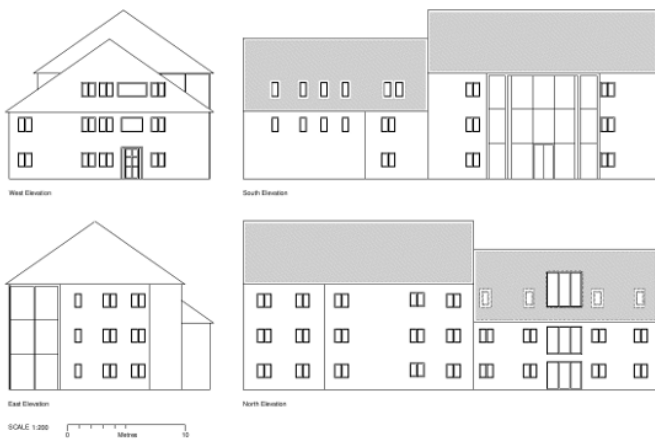 West Elevation
South Elevation
East Elevation
North Elevation
SCALE 1:200
0 Metres 10